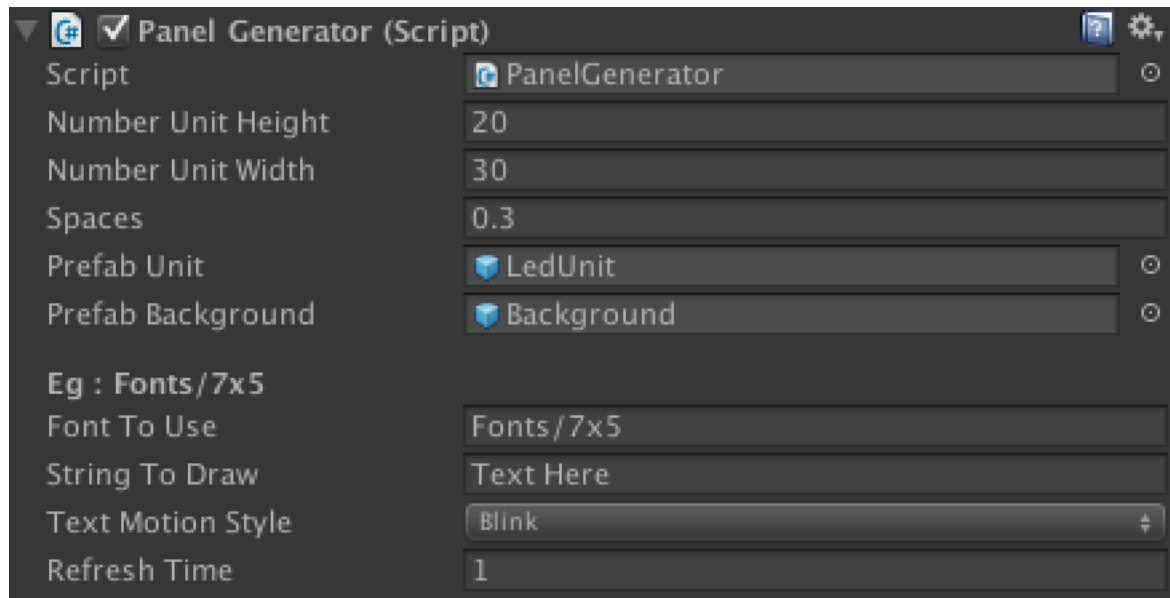 Panel Generator (Script)
Script PanelGenerator
Number Unit Height 20
Number Unit Width 30
Spaces 0.3
Prefab Unit LedUnit
Prefab Background Background
Eg : Fonts/7x5
Font To Use Fonts/7x5
String To Draw Text Here
Text Motion Style Blink
Refresh Time 1